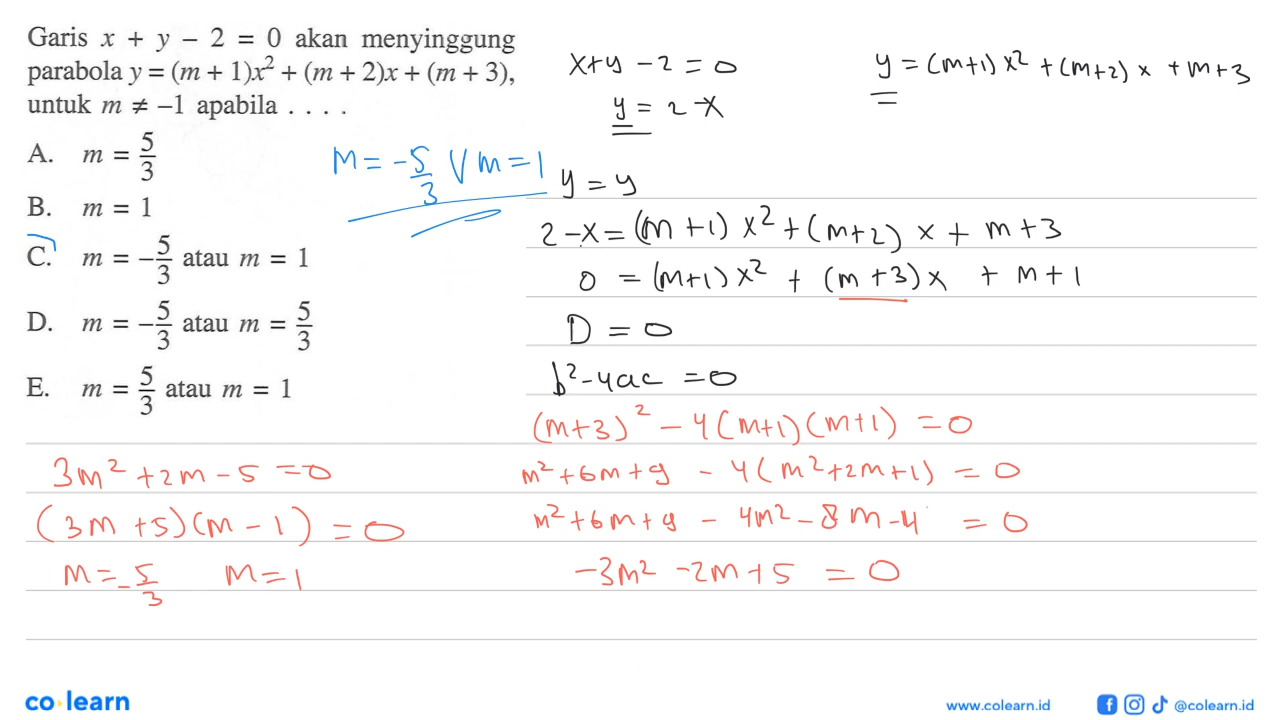 Garis x + y − 2 = 0 akan menyinggung
parabola y = (m + 1)x² + (m + 2)x + (m + 3),
untuk m ≠ −1 apabila . . . .
A. m = 5/3
B. m = 1
C. m = −5/3 atau m = 1
D. m = −5/3 atau m = 5/3
E. m = 5/3 atau m = 1
M = −5/3 V m = 1
x+y −2 = 0
y = 2 −x
y = (m+1) x² + (m+2) x + m+3
y = y
2 −x = (m +1) x² + (m+2) x + m+3
0 = (m+1) x² + (m +3) x + m+1
D = 0
b² − 4ac = 0
(m+3)² − 4(m+1)(m+1) = 0
m² +6m+9 − 4(m²+2m+1) = 0
m² +6m+9 − 4m² − 8m −4 = 0
−3m² −2m+5 = 0
3m² +2m −5 = 0
(3m +5)(m − 1) = 0
m = −5/3 m = 1
co learn
www.colearn.id
@colearn.id